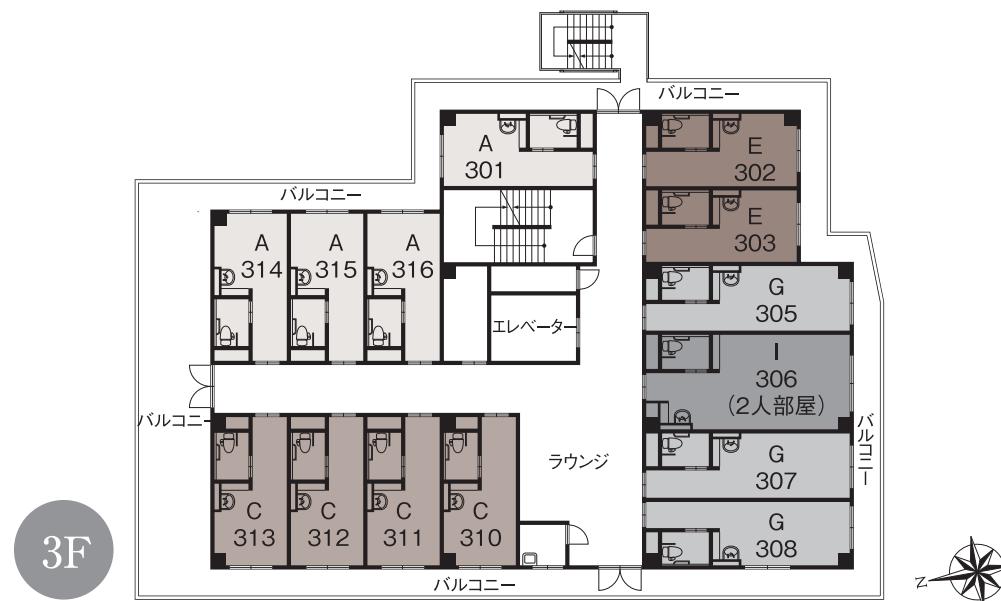 バルコニー
A
301
E
302
バルコニー
E
303
A
314
A
315
A
316
G
305
エレベーター
I
306
(2人部屋)
バルコニー
バルコニー
ラウンジ
G
307
C
313
C
312
C
311
C
310
G
308
3F
バルコニー
N